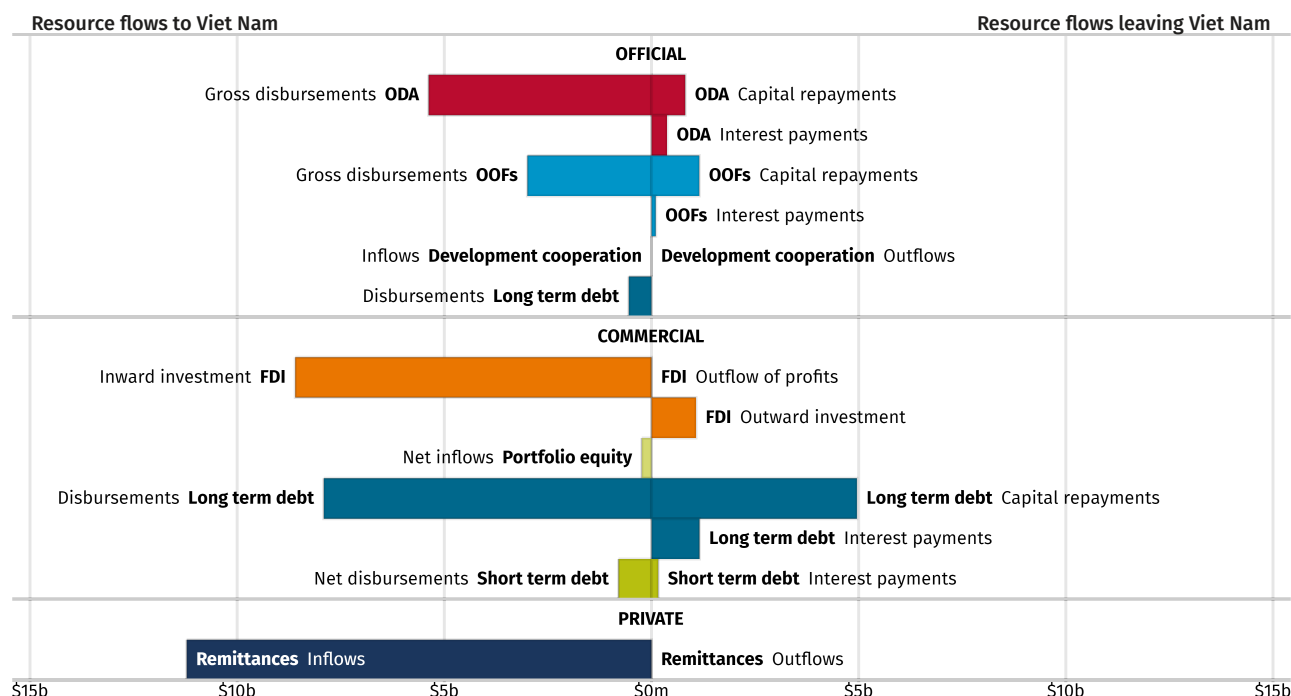 Resource flows to Viet Nam Resource flows leaving Viet Nam
OFFICIAL
Gross disbursements ODA ODA Capital repayments
ODA Interest payments
Gross disbursements OOFs OOFs Capital repayments
OOFs Interest payments
Inflows Development cooperation Development cooperation Outflows
Disbursements Long term debt
COMMERCIAL
Inward investment FDI FDI Outflow of profits
FDI Outward investment
Net inflows Portfolio equity
Disbursements Long term debt Long term debt Capital repayments
Long term debt Interest payments
Net disbursements Short term debt Short term debt Interest payments
PRIVATE
Remittances Inflows Remittances Outflows
$15b $10b $5b $0m $5b $10b $15b